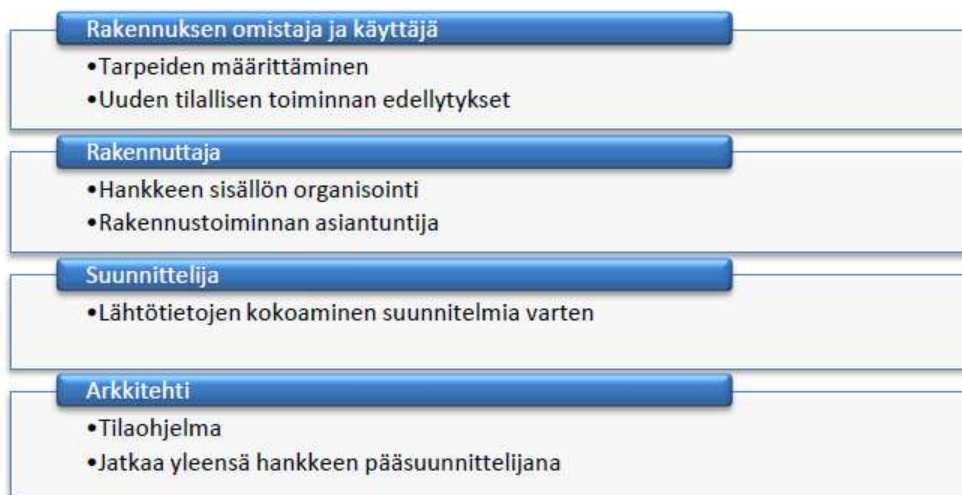 Rakennuksen omistaja ja käyttäjä
•Tarpeiden määrittäminen
•Uuden tilallisen toiminnan edellytykset
Rakennuttaja
•Hankkeen sisällön organisointi
•Rakennustoiminnan asiantuntija
Suunnittelija
•Lähtötietojen kokoaminen suunnitelmia varten
Arkkitehti
•Tilaohjelma
•Jatkaa yleensä hankkeen pääsuunnittelijana